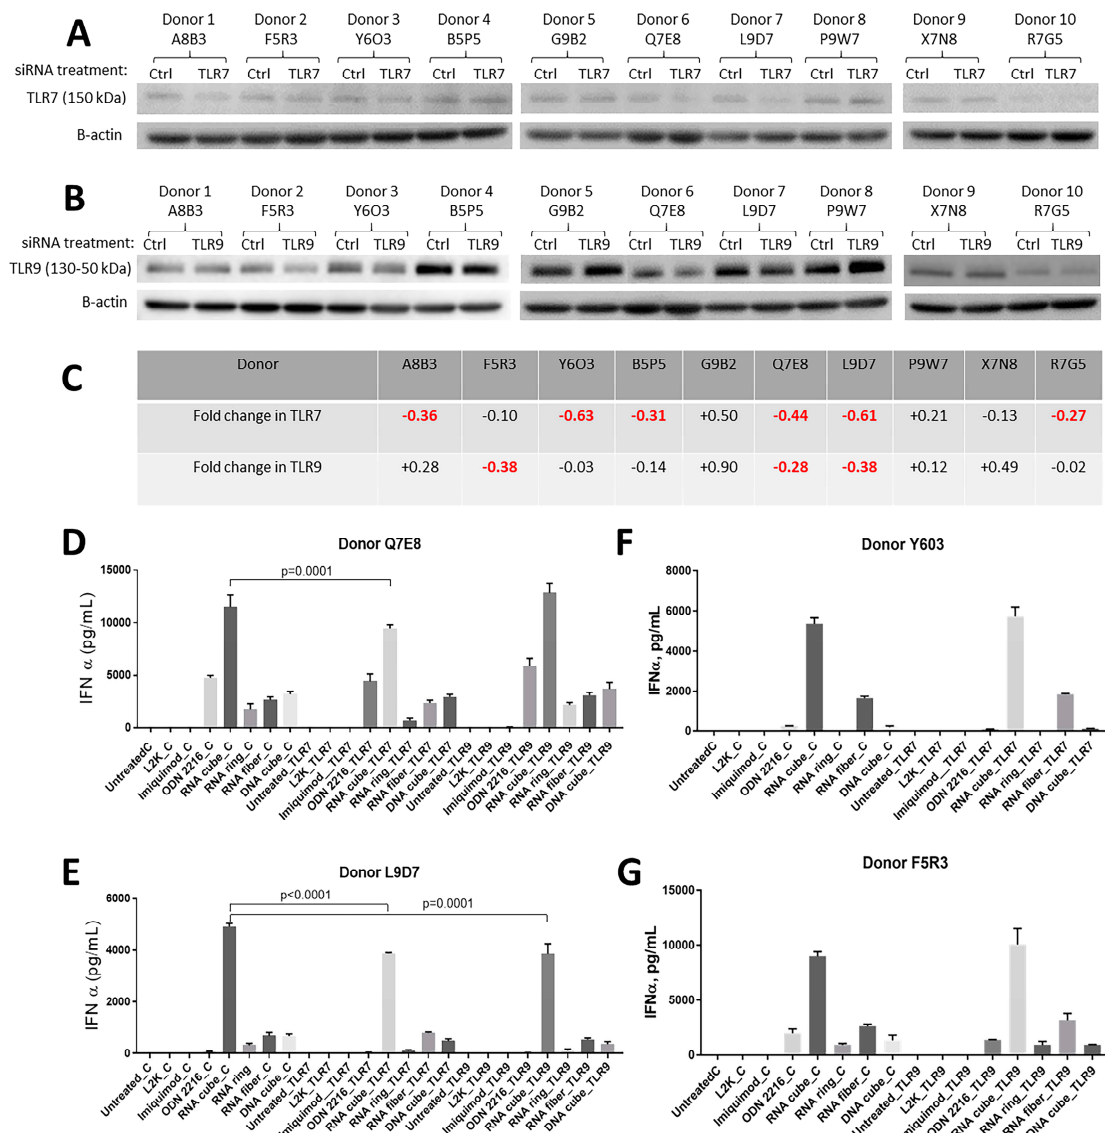 A
Donor 1 Donor 2 Donor 3 Donor 4 Donor 5 Donor 6 Donor 7 Donor 8 Donor 9 Donor 10
A8B3 F5R3 Y6O3 B5P5 G9B2 Q7E8 L9D7 P9W7 X7N8 R7G5
siRNA treatment: Ctrl TLR7 Ctrl TLR7 Ctrl TLR7 Ctrl TLR7 Ctrl TLR7 Ctrl TLR7 Ctrl TLR7 Ctrl TLR7 Ctrl TLR7 Ctrl TLR7
TLR7 (150 kDa)
B-actin
B
Donor 1 Donor 2 Donor 3 Donor 4 Donor 5 Donor 6 Donor 7 Donor 8 Donor 9 Donor 10
A8B3 F5R3 Y6O3 B5P5 G9B2 Q7E8 L9D7 P9W7 X7N8 R7G5
siRNA treatment: Ctrl TLR9 Ctrl TLR9 Ctrl TLR9 Ctrl TLR9 Ctrl TLR9 Ctrl TLR9 Ctrl TLR9 Ctrl TLR9 Ctrl TLR9 Ctrl TLR9
TLR9 (130-50 kDa)
B-actin
C
Donor A8B3 F5R3 Y6O3 B5P5 G9B2 Q7E8 L9D7 P9W7 X7N8 R7G5
Fold change in TLR7 -0.36 -0.10 -0.63 -0.31 +0.50 -0.44 -0.61 +0.21 -0.13 -0.27
Fold change in TLR9 +0.28 -0.38 -0.03 -0.14 +0.90 -0.28 -0.38 +0.12 +0.49 -0.02
D
Donor Q7E8
p=0.0001
IFN α (pg/mL)
15000
10000
5000
0
UntreatedC
L2K_C
Imiquimod_C
ODN 2216_C
RNA cube_C
RNA ring_C
RNA fiber_C
DNA cube_C
Untreated_TLR7
L2K_TLR7
Imiquimod_TLR7
ODN 2216_TLR7
RNA cube_TLR7
RNA ring_TLR7
RNA fiber_TLR7
DNA cube_TLR7
Untreated_TLR9
L2K_TLR9
Imiquimod_TLR9
ODN 2216_TLR9
RNA cube_TLR9
RNA ring_TLR9
RNA fiber_TLR9
DNA cube_TLR9
F
Donor Y603
IFNα, pg/mL
8000
6000
4000
2000
0
UntreatedC
L2K_C
Imiquimod_C
ODN 2216_C
RNA cube_C
RNA ring_C
RNA fiber_C
DNA cube_C
Untreated_TLR7
L2K_TLR7
Imiquimod_TLR7
ODN 2216_TLR7
RNA cube_TLR7
RNA ring_TLR7
RNA fiber_TLR7
DNA cube_TLR7
E
Donor L9D7
p<0.0001
p=0.0001
IFN α (pg/mL)
6000
4000
2000
0
Untreated_C
L2K_C
Imiquimod_C
ODN 2216_C
RNA cube_C
RNA ring
RNA fiber_C
DNA cube_C
Untreated_TLR7
L2K_TLR7
Imiquimod_TLR7
ODN 2216_TLR7
RNA cube_TLR7
RNA ring_TLR7
RNA fiber_TLR7
DNA cube_TLR7
Untreated_TLR9
L2K_TLR9
Imiquimod_TLR9
ODN 2216_TLR9
RNA cube_TLR9
RNA ring_TLR9
RNA fiber_TLR9
DNA cube_TLR9
G
Donor F5R3
IFNα, pg/mL
15000
10000
5000
0
UntreatedC
L2K_C
Imiquimod_C
ODN 2216_C
RNA cube_C
RNA ring_C
RNA fiber_C
DNA cube_C
Untreated_TLR9
L2K_TLR9
Imiquimod_TLR9
ODN 2216_TLR9
RNA cube_TLR9
RNA ring_TLR9
RNA fiber_TLR9
DNA cube_TLR9